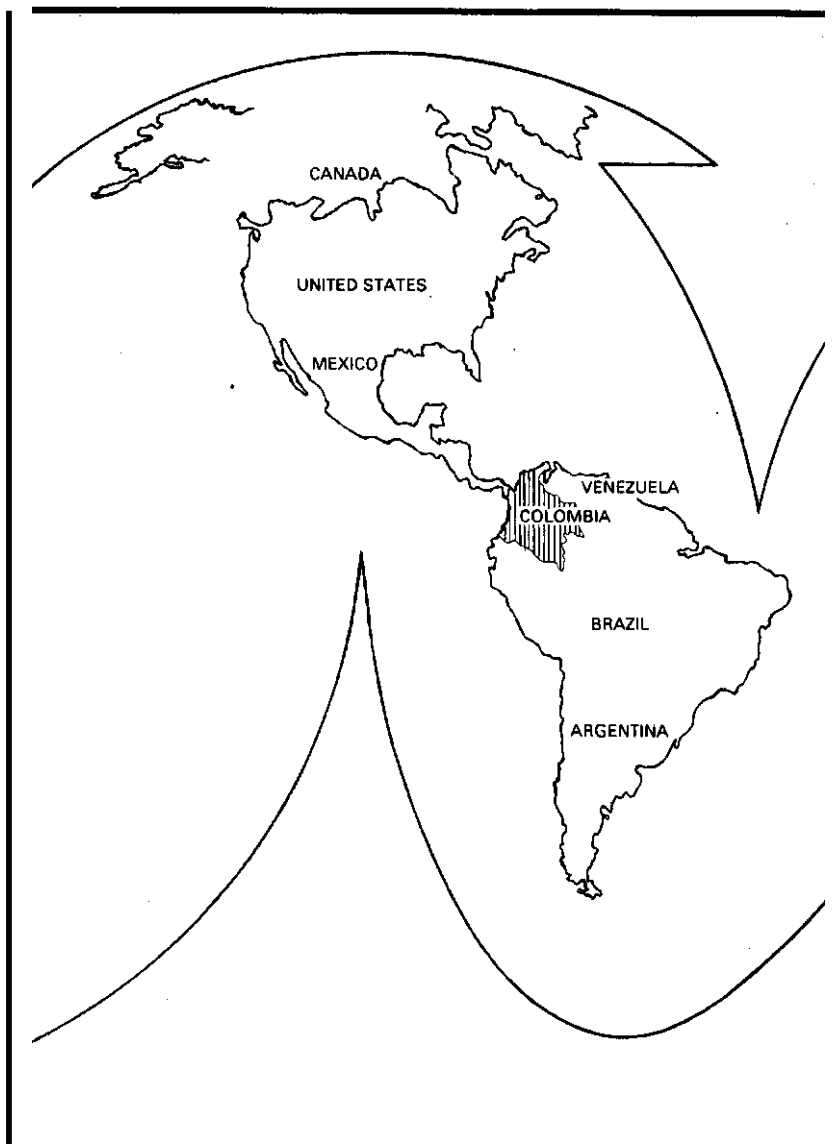 CANADA
UNITED STATES
MEXICO
VENEZUELA
COLOMBIA
BRAZIL
ARGENTINA